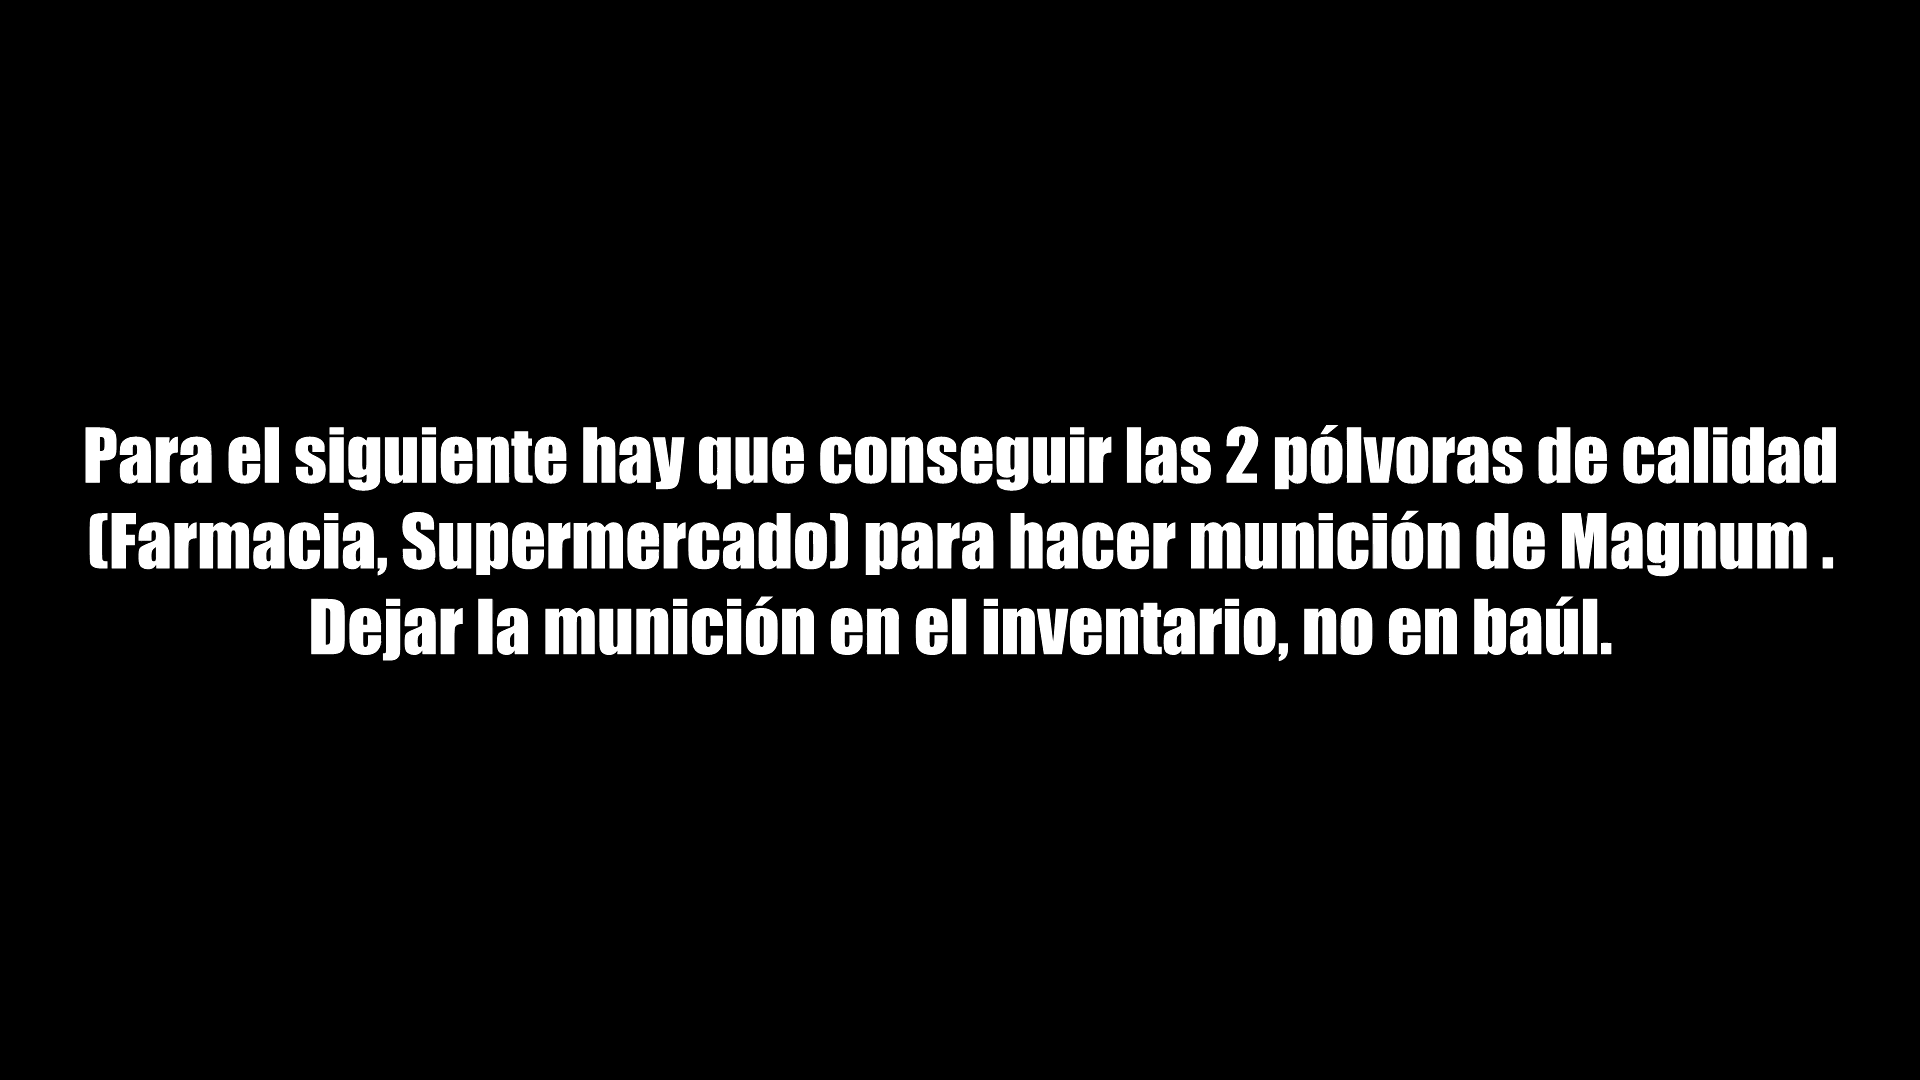 Para el siguiente hay que conseguir las 2 pólvoras de calidad
(Farmacia, Supermercado) para hacer munición de Magnum .
Dejar la munición en el inventario, no en baúl.